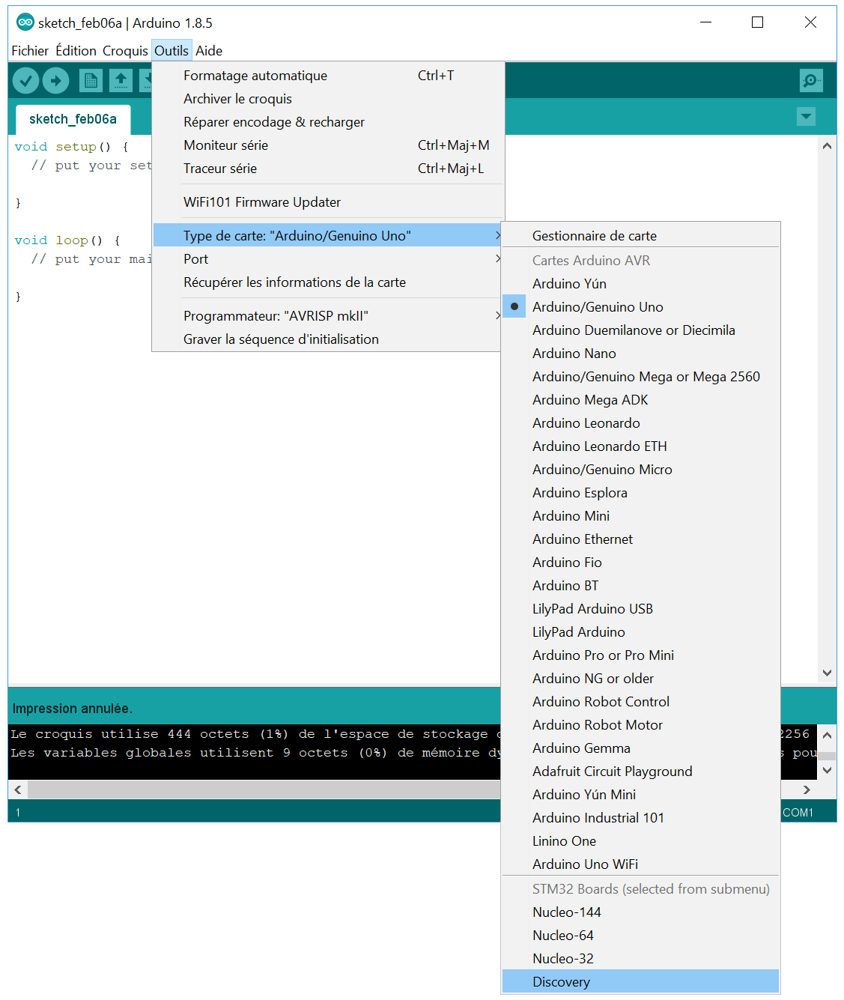 sketch_feb06a | Arduino 1.8.5
Fichier Édition Croquis Outils Aide
Formatage automatique Ctrl+T
Archiver le croquis
Réparer encodage & recharger
Moniteur série Ctrl+Maj+M
Traceur série Ctrl+Maj+L
WiFi101 Firmware Updater
Type de carte: "Arduino/Genuino Uno"
Port
Récupérer les informations de la carte
Programmateur: "AVRISP mkII"
Graver la séquence d'initialisation
sketch_feb06a
void setup() {
// put your set
}
void loop() {
// put your mai
}
Gestionnaire de carte
Cartes Arduino AVR
Arduino Yún
Arduino/Genuino Uno
Arduino Duemilanove or Diecimila
Arduino Nano
Arduino/Genuino Mega or Mega 2560
Arduino Mega ADK
Arduino Leonardo
Arduino Leonardo ETH
Arduino/Genuino Micro
Arduino Esplora
Arduino Mini
Arduino Ethernet
Arduino Fio
Arduino BT
LilyPad Arduino USB
LilyPad Arduino
Arduino Pro or Pro Mini
Arduino NG or older
Arduino Robot Control
Arduino Robot Motor
Arduino Gemma
Adafruit Circuit Playground
Arduino Yún Mini
Arduino Industrial 101
Linino One
Arduino Uno WiFi
STM32 Boards (selected from submenu)
Nucleo-144
Nucleo-64
Nucleo-32
Discovery
Impression annulée.
Le croquis utilise 444 octets (1%) de l'espace de stockage 2256
Les variables globales utilisent 9 octets (0%) de mémoire dy s pou
1 COM1